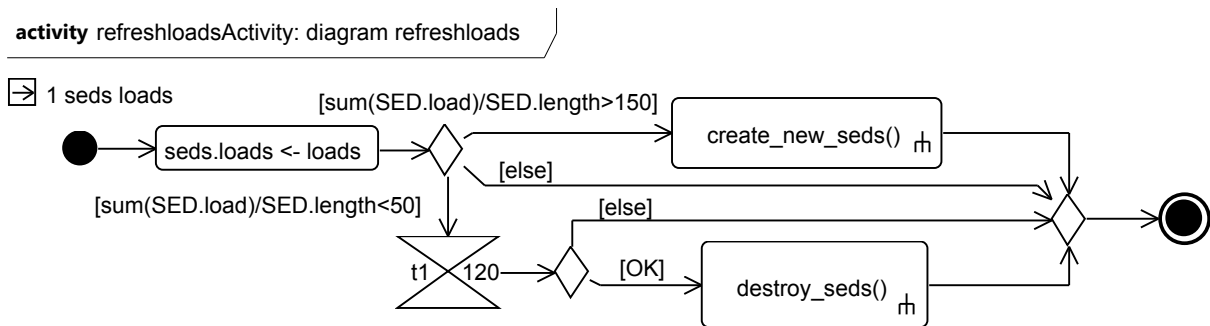 activity refreshloadsActivity: diagram refreshloads
1 seds loads
[sum(SED.load)/SED.length>150]
create_new_seds()
seds.loads <- loads
[else]
[sum(SED.load)/SED.length<50]
[else]
t1 120
[OK]
destroy_seds()